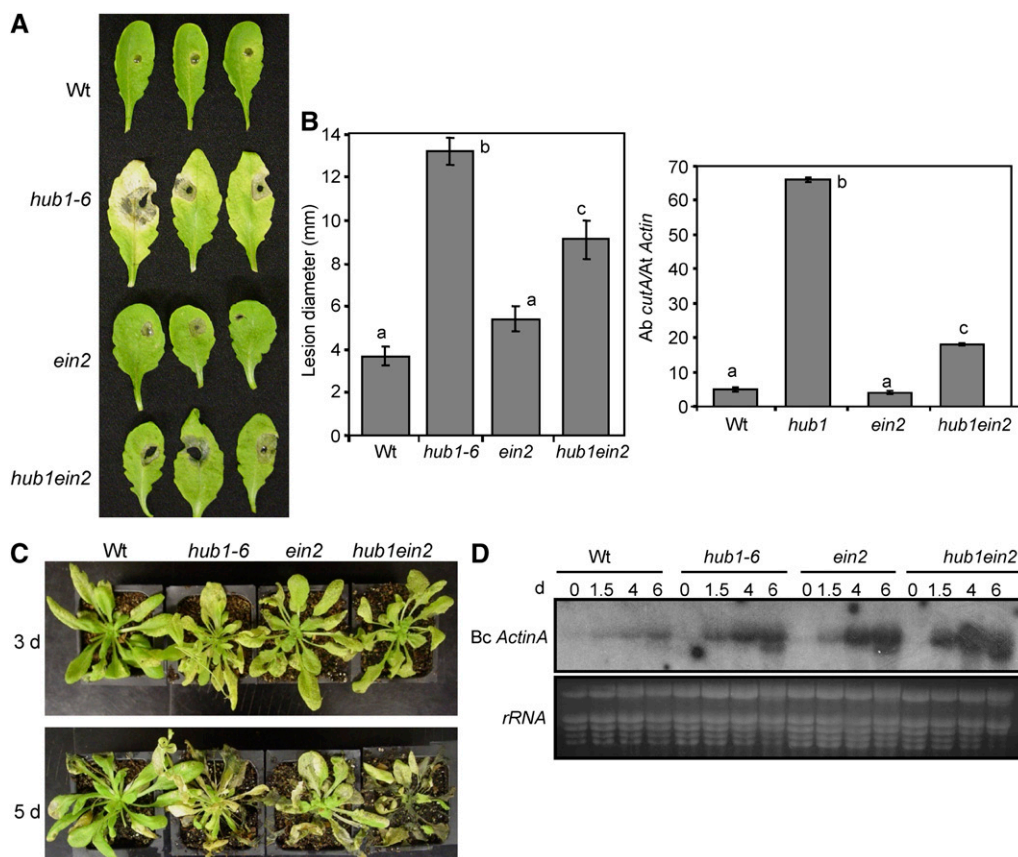 A
Wt
hub1-6
ein2
hub1ein2
B
14
12
10
8
6
4
2
0
Lesion diameter (mm)
a
b
a
c
Wt
hub1-6
ein2
hub1ein2
70
60
50
40
30
20
10
0
Ab cutA/At Actin
a
b
a
c
Wt
hub1
ein2
hub1ein2
C
Wt hub1-6 ein2 hub1ein2
3 d
5 d
D
Wt hub1-6 ein2 hub1ein2
d 0 1.5 4 6 0 1.5 4 6 0 1.5 4 6 0 1.5 4 6
Bc ActinA
rRNA